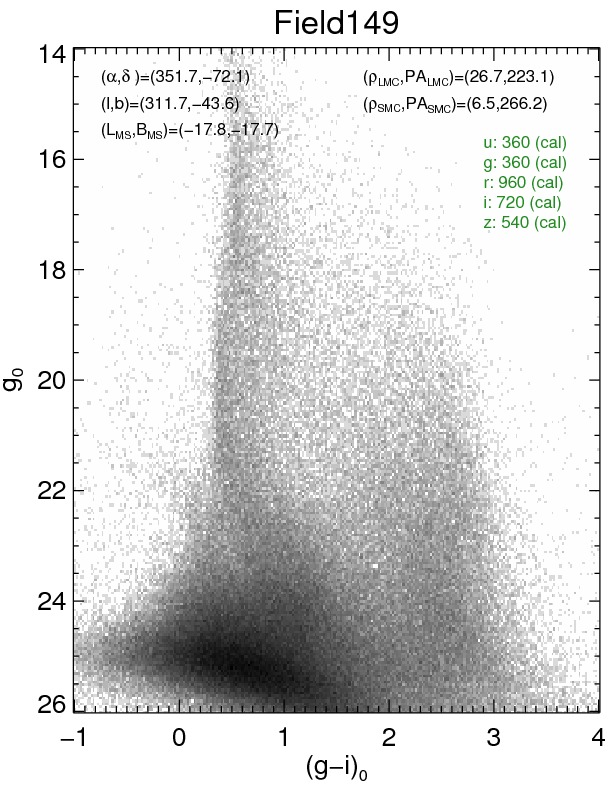 Field149
14
(α,δ)=(351.7,−72.1)
(ρLMC,PALMC)=(26.7,223.1)
(l,b)=(311.7,−43.6)
(ρSMC,PASMC)=(6.5,266.2)
(LMS,BMS)=(−17.8,−17.7)
u: 360 (cal)
16
g: 360 (cal)
r: 960 (cal)
i: 720 (cal)
z: 540 (cal)
18
g0
20
22
24
26
−1 0 1 2 3 4
(g−i)0